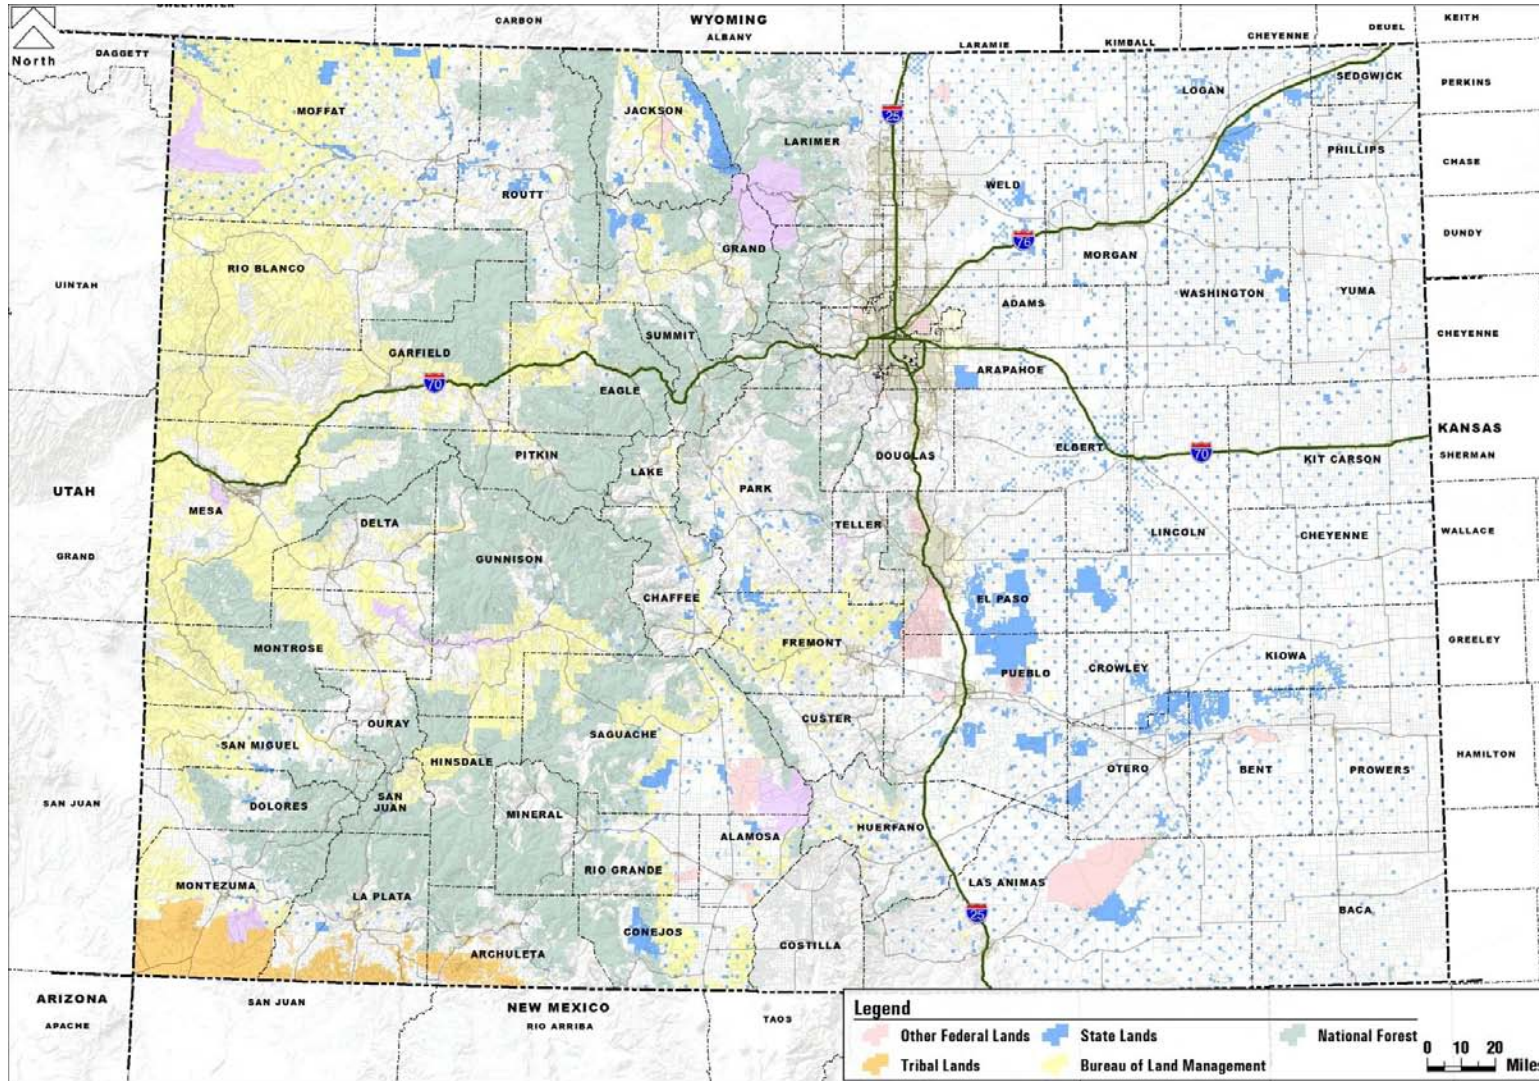 CARBON
WYOMING
ALBANY
LARAMIE
KIMBALL
CHEYENNE
DEUEL
KEITH
North
DAGGETT
MOFFAT
JACKSON
LARIMER
25
LOGAN
SEDGWICK
PERKINS
ROUTT
WELD
PHILLIPS
CHASE
RIO BLANCO
GRAND
76
MORGAN
DUNDY
UINTAH
ADAMS
WASHINGTON
YUMA
GARFIELD
SUMMIT
CHEYENNE
70
EAGLE
ARAPAHOE
PITKIN
LAKE
DOUGLAS
ELBERT
70
KIT CARSON
KANSAS
SHERMAN
UTAH
MESA
PARK
DELTA
TELLER
LINCOLN
CHEYENNE
WALLACE
GRAND
GUNNISON
CHAFFEE
EL PASO
MONTROSE
FREMONT
PUEBLO
CROWLEY
KIOWA
GREELEY
OURAY
CUSTER
SAN MIGUEL
SAGUACHE
HINSDALE
OTERO
BENT
PROWERS
HAMILTON
SAN JUAN
DOLORES
SAN
JUAN
MINERAL
ALAMOSA
HUERFANO
MONTEZUMA
LA PLATA
RIO GRANDE
LAS ANIMAS
BACA
ARCHULETA
CONEJOS
COSTILLA
25
ARIZONA
APACHE
SAN JUAN
NEW MEXICO
RIO ARRIBA
TAOS
Legend
Other Federal Lands
State Lands
National Forest
Tribal Lands
Bureau of Land Management
0 10 20
Mile